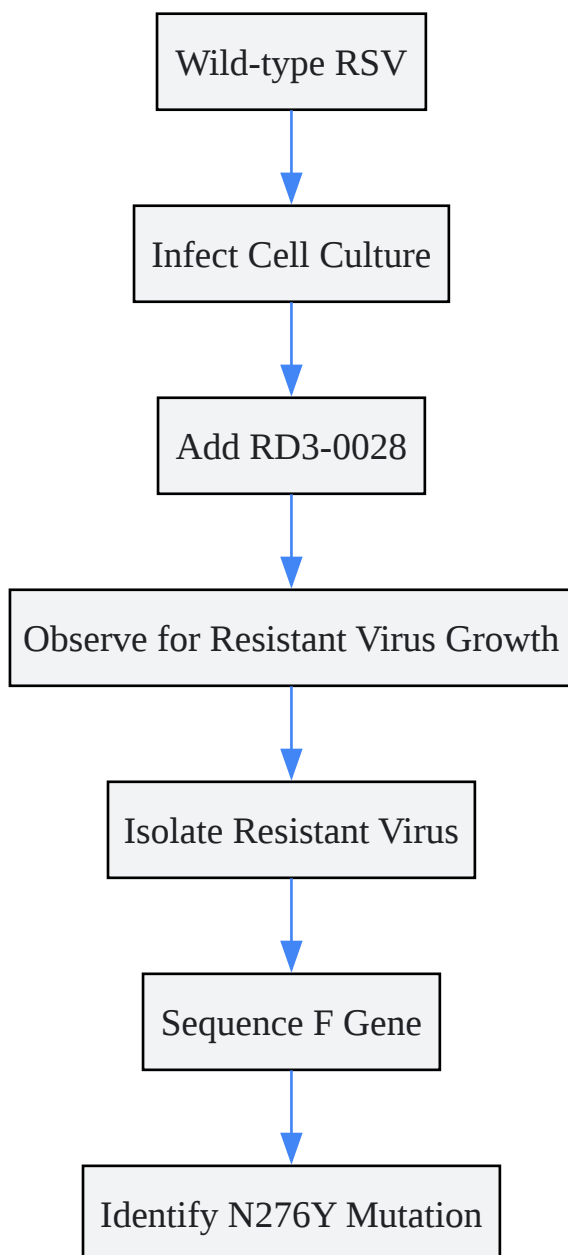 Wild-type RSV
Infect Cell Culture
Add RD3-0028
Observe for Resistant Virus Growth
Isolate Resistant Virus
Sequence F Gene
Identify N276Y Mutation